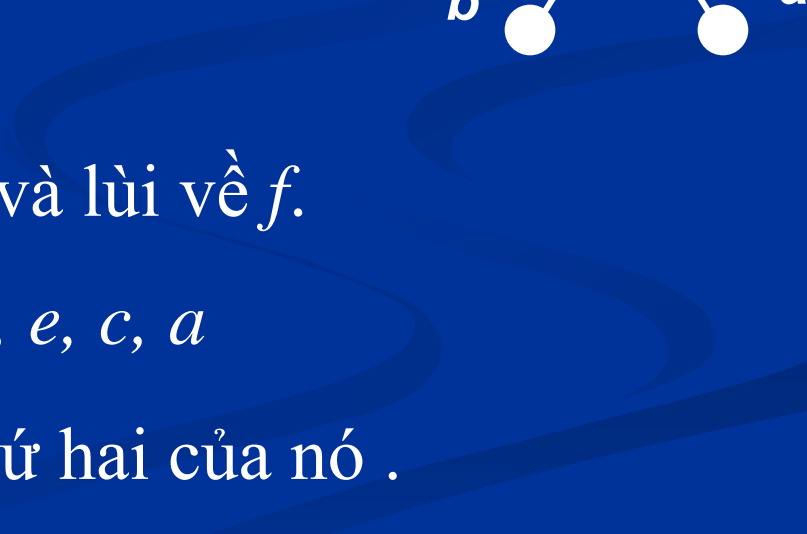 b
và lùi về f.
, e, c, a
ứ hai của nó .